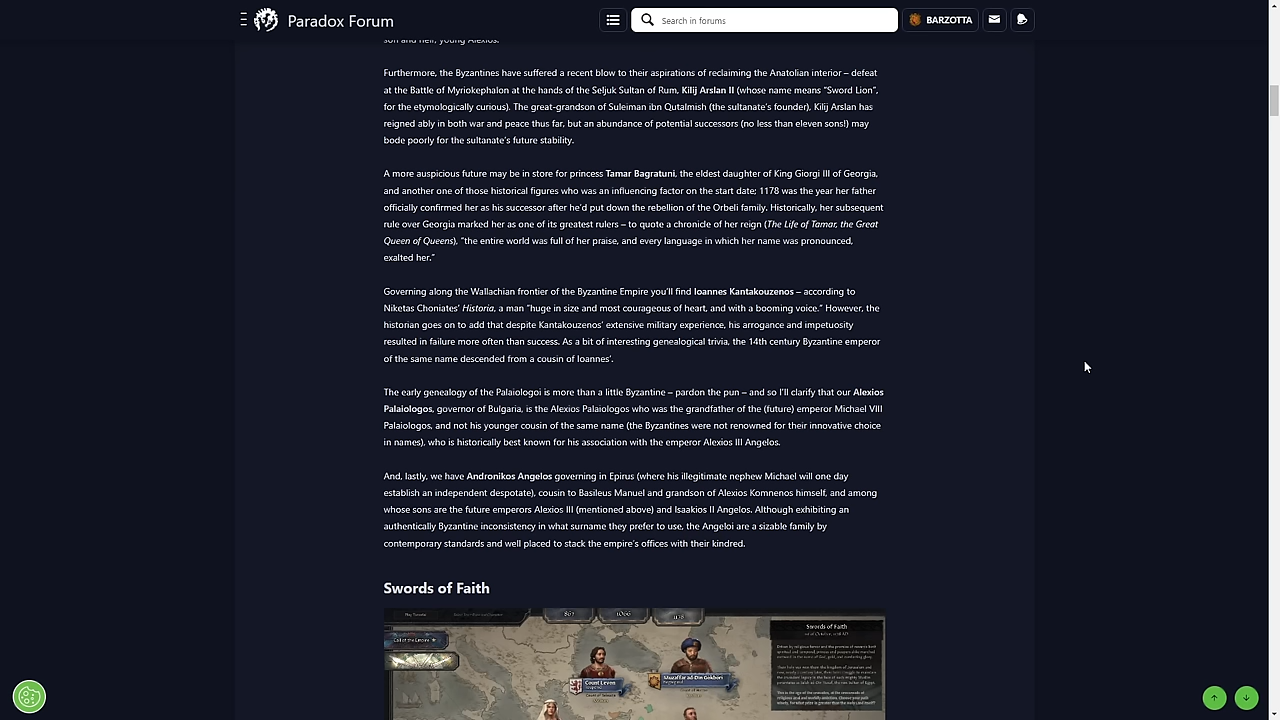 Paradox Forum
Search in forums
BARZOTTA
son and heir, young Alexios.
Furthermore, the Byzantines have suffered a recent blow to their aspirations of reclaiming the Anatolian interior – defeat
at the Battle of Myriokephalon at the hands of the Seljuk Sultan of Rum, Kilij Arslan II (whose name means "Sword Lion",
for the etymologically curious). The great-grandson of Suleiman ibn Qutalmish (the sultanate's founder), Kilij Arslan has
reigned ably in both war and peace thus far, but an abundance of potential successors (no less than eleven sons!) may
bode poorly for the sultanate's future stability.
A more auspicious future may be in store for princess Tamar Bagratuni, the eldest daughter of King Giorgi III of Georgia,
and another one of those historical figures who was an influencing factor on the start date; 1178 was the year her father
officially confirmed her as his successor after he'd put down the rebellion of the Orbeli family. Historically, her subsequent
rule over Georgia marked her as one of its greatest rulers – to quote a chronicle of her reign (The Life of Tamar, the Great
Queen of Queens), "the entire world was full of her praise, and every language in which her name was pronounced,
exalted her."
Governing along the Wallachian frontier of the Byzantine Empire you'll find Ioannes Kantakouzenos – according to
Niketas Choniates' Historia, a man "huge in size and most courageous of heart, and with a booming voice." However, the
historian goes on to add that despite Kantakouzenos' extensive military experience, his arrogance and impetuosity
resulted in failure more often than success. As a bit of interesting genealogical trivia, the 14th century Byzantine emperor
of the same name descended from a cousin of Ioannes'.
The early genealogy of the Palaiologoi is more than a little Byzantine – pardon the pun – and so I'll clarify that our Alexios
Palaiologos, governor of Bulgaria, is the Alexios Palaiologos who was the grandfather of the (future) emperor Michael VIII
Palaiologos, and not his younger cousin of the same name (the Byzantines were not renowned for their innovative choice
in names), who is historically best known for his association with the emperor Alexios III Angelos.
And, lastly, we have Andronikos Angelos governing in Epirus (where his illegitimate nephew Michael will one day
establish an independent despotate), cousin to Basileus Manuel and grandson of Alexios Komnenos himself, and among
whose sons are the future emperors Alexios III (mentioned above) and Isaakios II Angelos. Although exhibiting an
authentically Byzantine inconsistency in what surname they prefer to use, the Angeloi are a sizable family by
contemporary standards and well placed to stack the empire's offices with their kindred.
Swords of Faith
867
1066
1178
Swords of Faith
Count Leven
Muzaffar ad-Din Gökböri